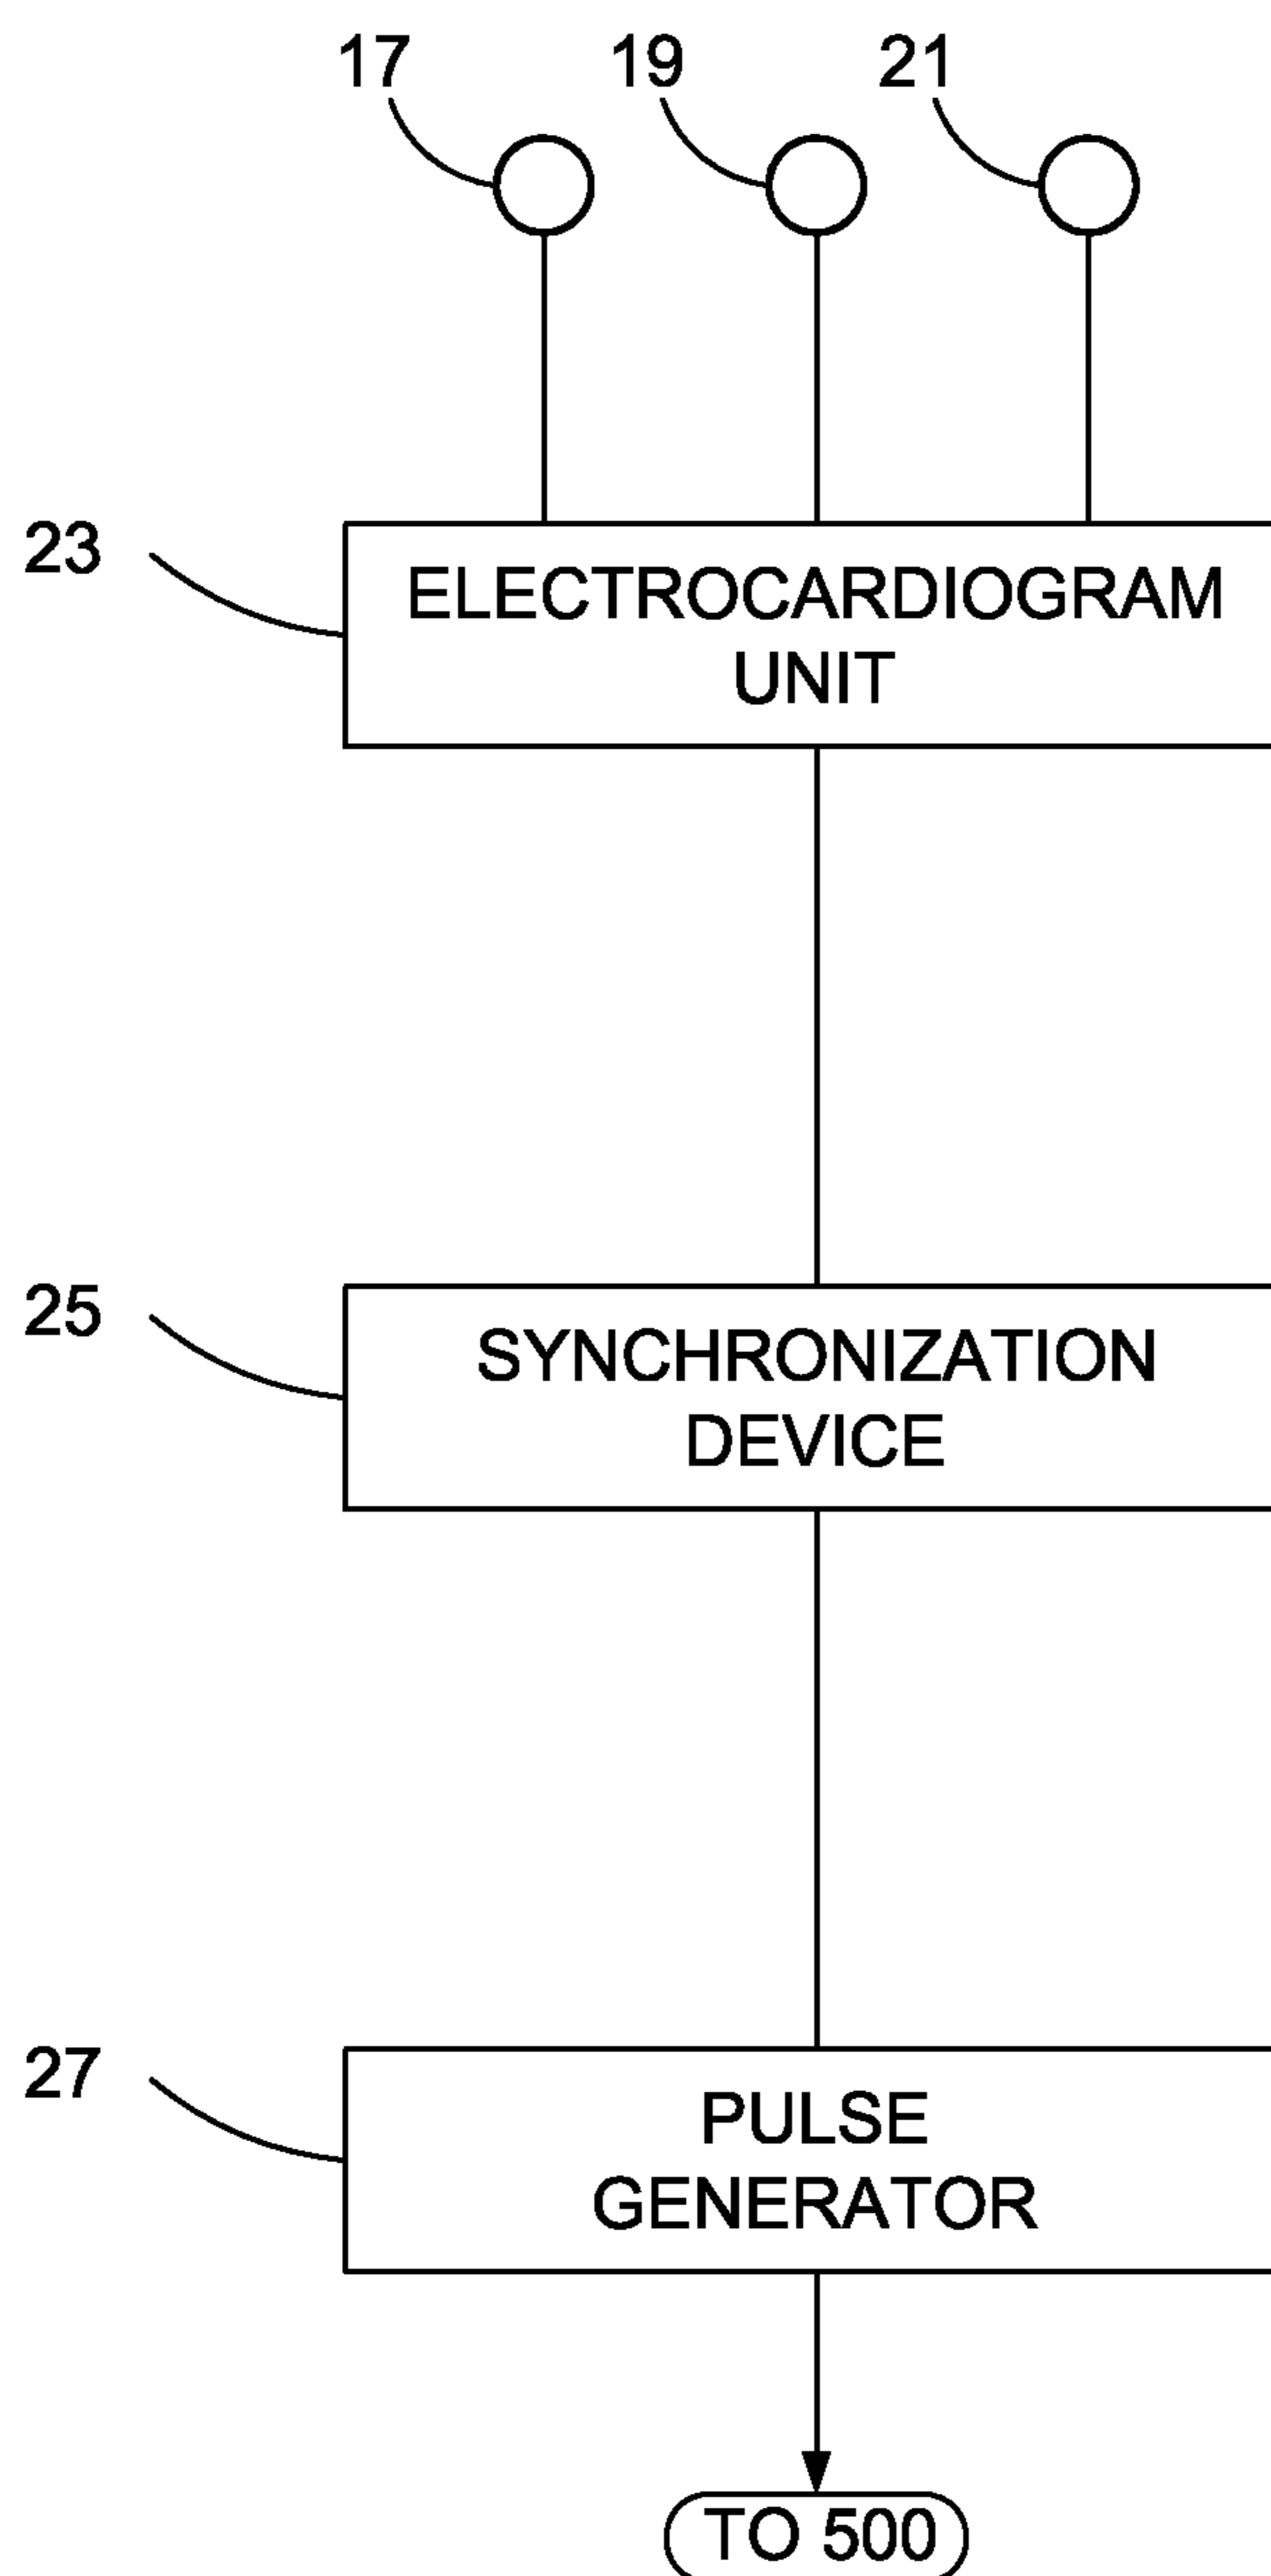 17 19 21
23
ELECTROCARDIOGRAM
UNIT
25
SYNCHRONIZATION
DEVICE
27
PULSE
GENERATOR
TO 500